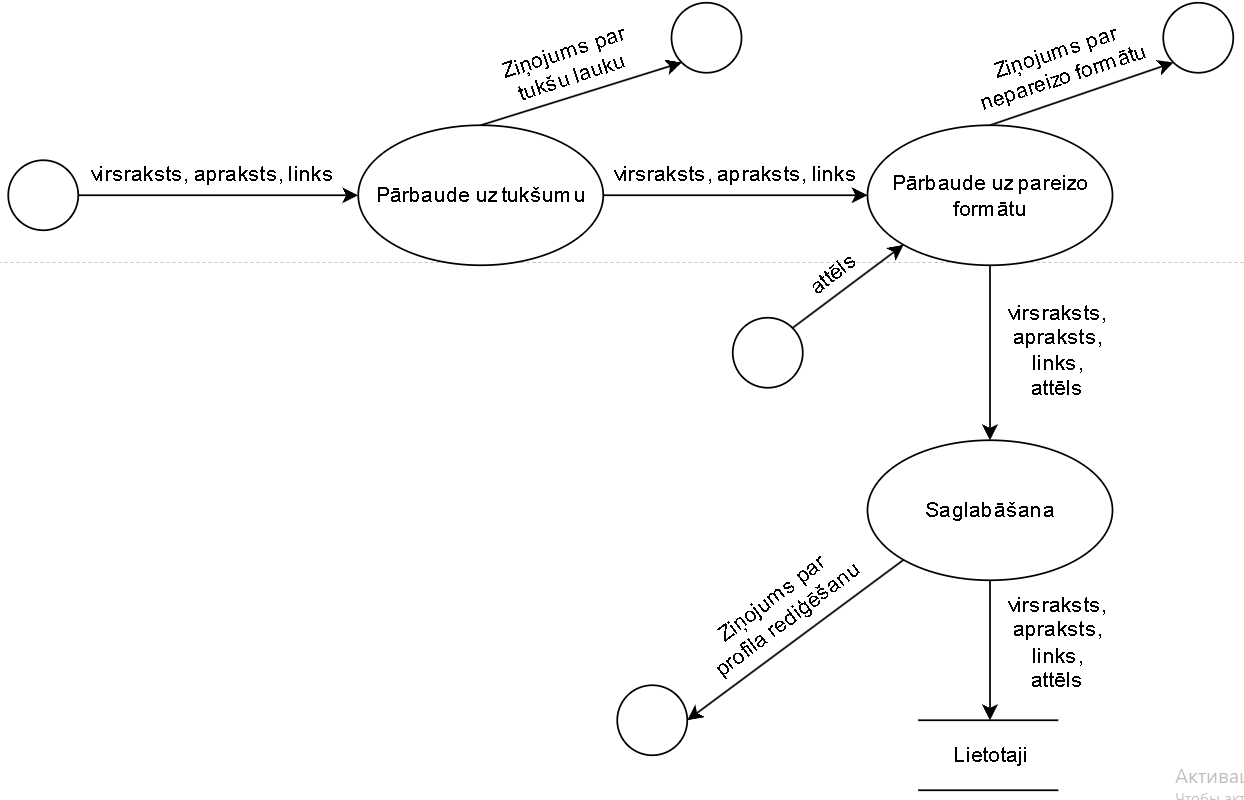 Ziņojums par
tukšu lauku
Ziņojums par
nepareizo formātu
virsraksts, apraksts, links
Pārbaude uz tukšumu
virsraksts, apraksts, links
Pārbaude uz pareizo
formātu
attēls
virsraksts,
apraksts,
links,
attēls
Saglabāšana
Ziņojums par
profila rediģēšanu
virsraksts,
apraksts,
links,
attēls
Lietotaji